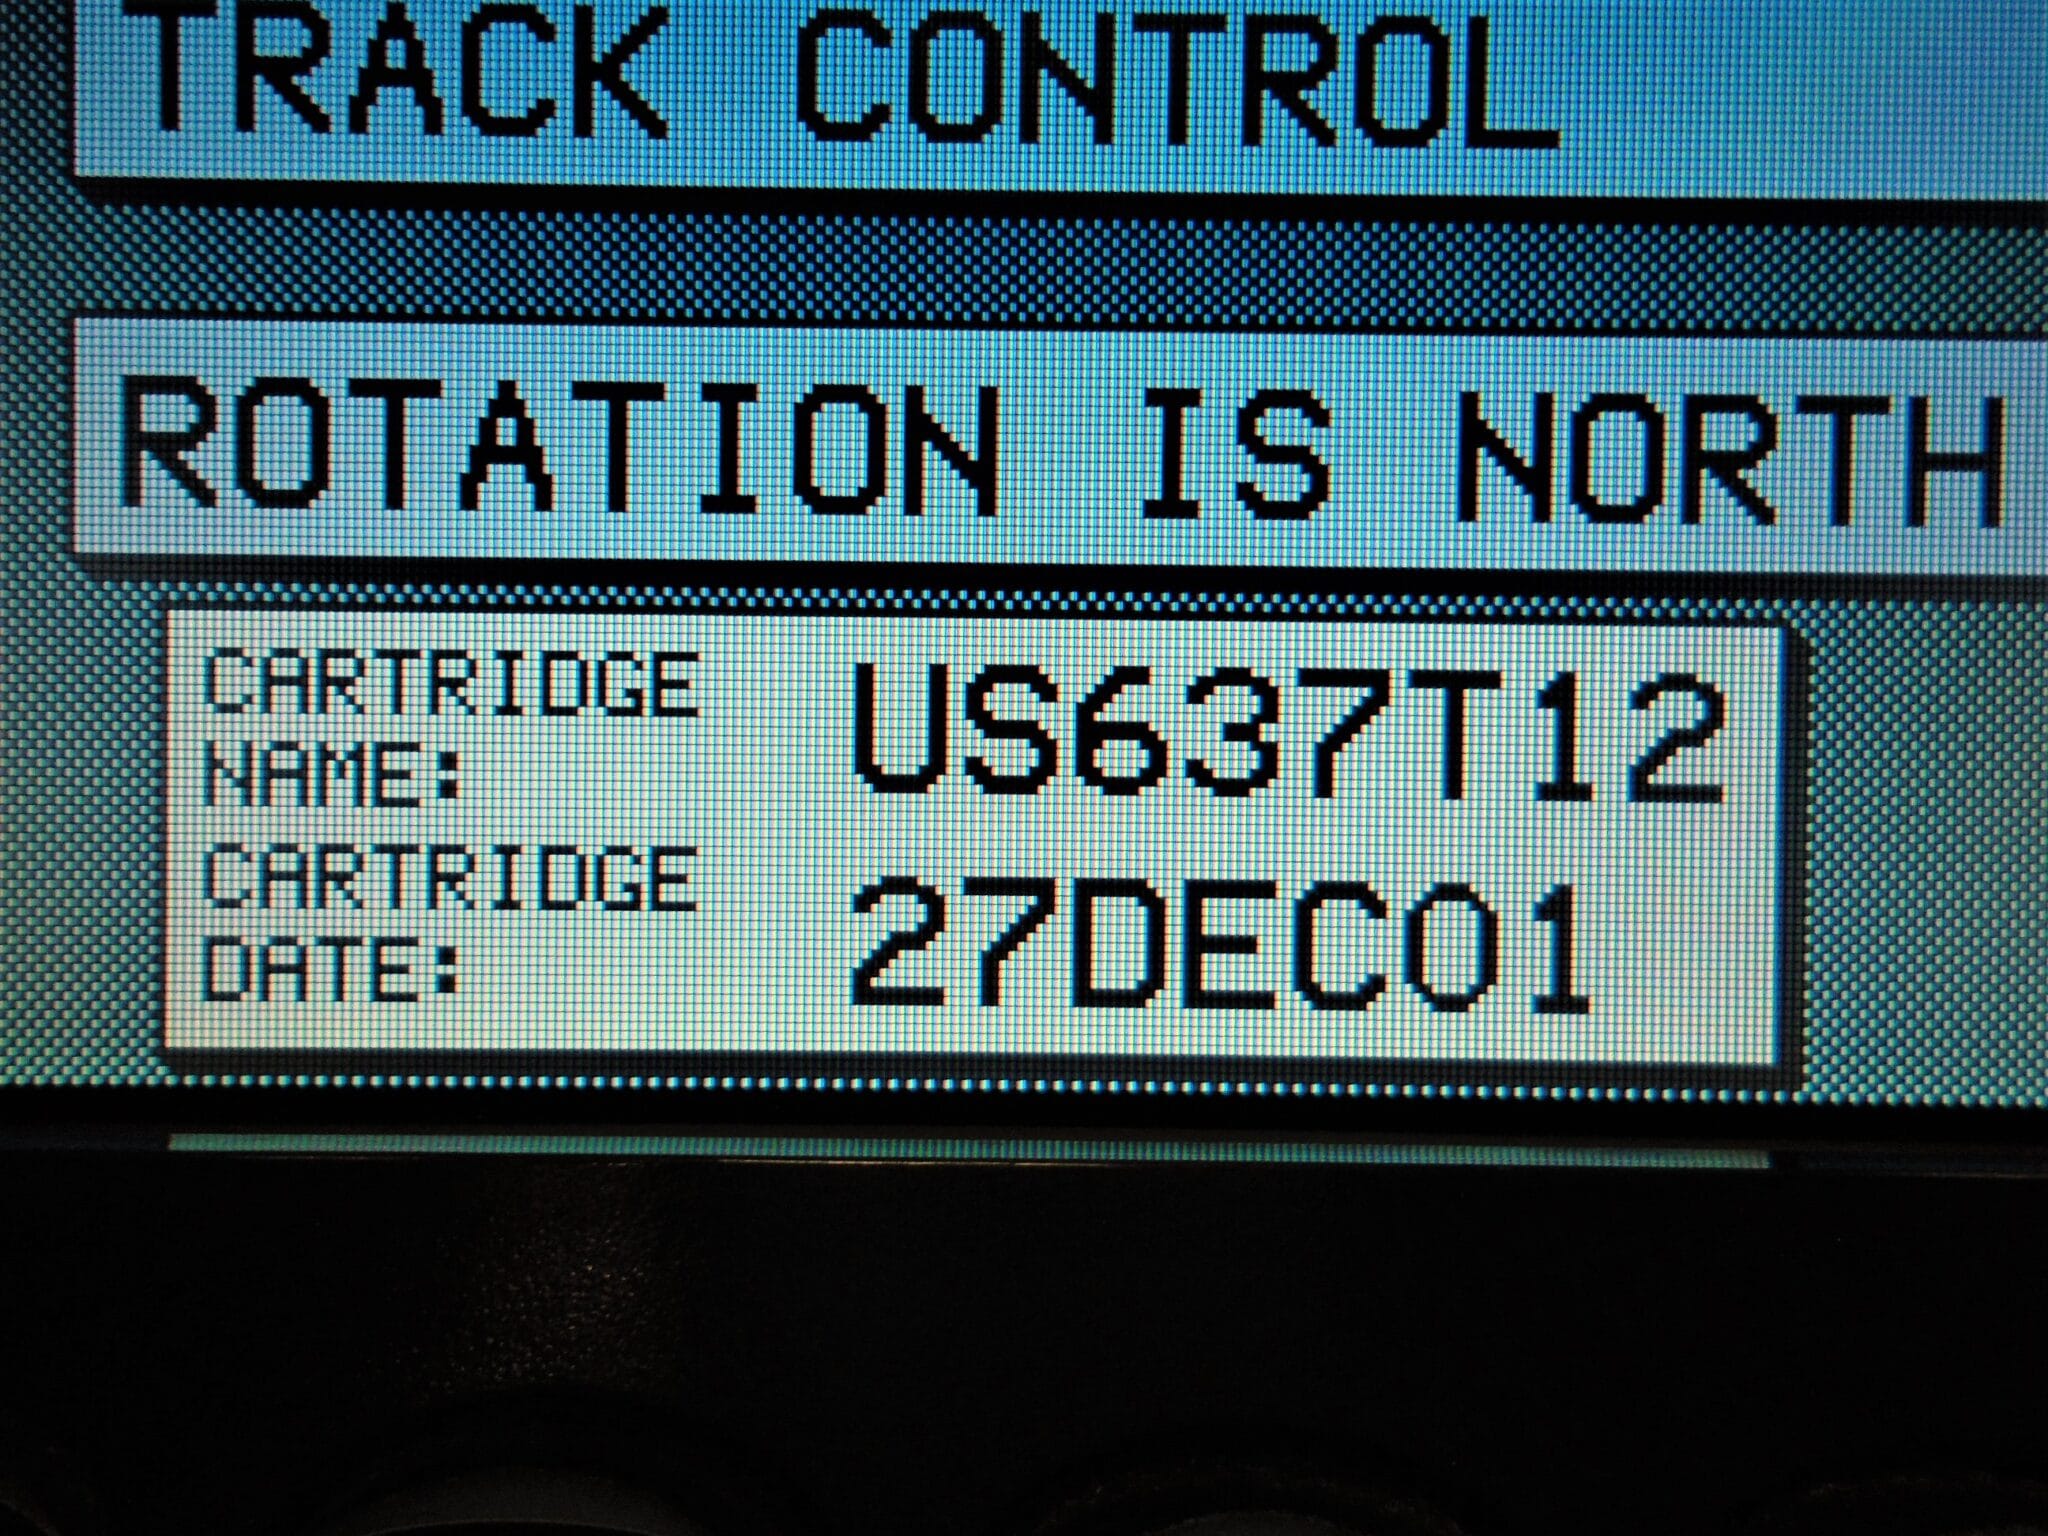 TRACK CONTROL
ROTATION IS NORTH
CARTRIDGE
NAME:
US637T12
CARTRIDGE
DATE:
27DEC01